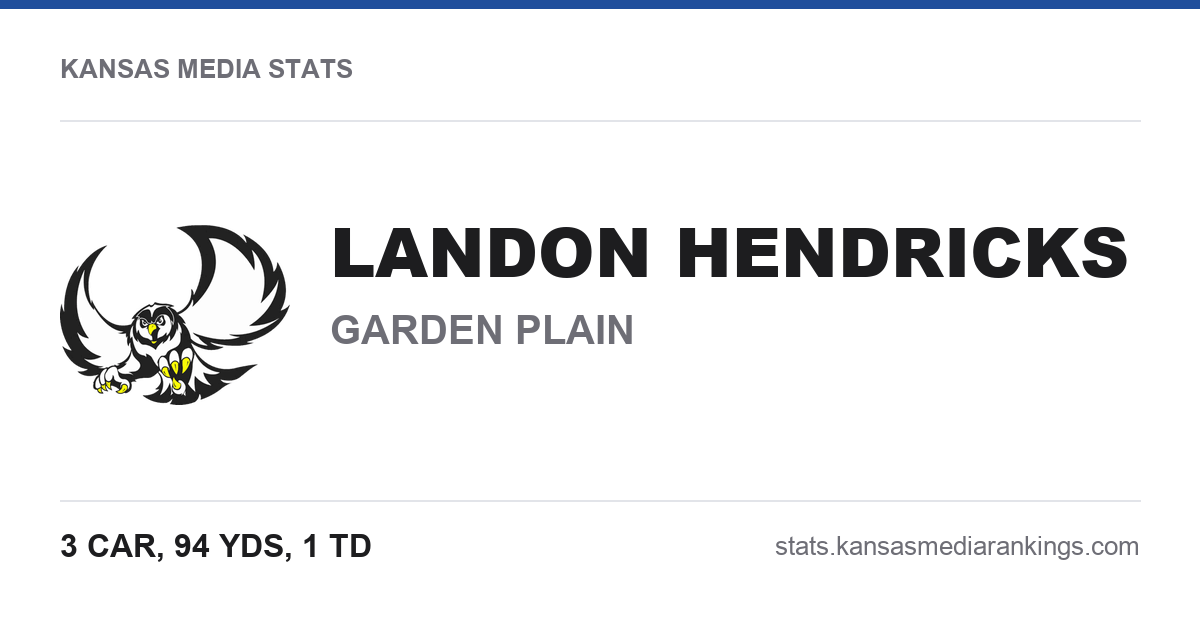 KANSAS MEDIA STATS
LANDON HENDRICKS
GARDEN PLAIN
3 CAR, 94 YDS, 1 TD
stats.kansasmediarankings.com